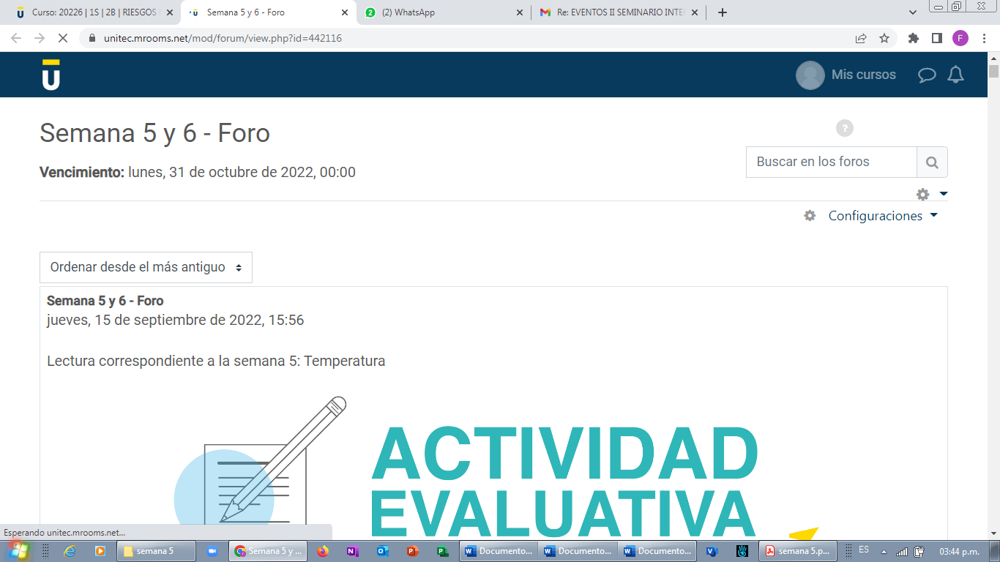 Curso: 20226 | 1S | 2B | RIESGOS
Semana 5 y 6 - Foro
(2) WhatsApp
Re: EVENTOS II SEMINARIO INTE
unitec.mrooms.net/mod/forum/view.php?id=442116
F
Mis cursos
Semana 5 y 6 - Foro
?
Vencimiento: lunes, 31 de octubre de 2022, 00:00
Buscar en los foros
Configuraciones
Ordenar desde el más antiguo
Semana 5 y 6 - Foro
jueves, 15 de septiembre de 2022, 15:56
Lectura correspondiente a la semana 5: Temperatura
ACTIVIDAD
EVALUATIVA
Esperando unitec.mrooms.net...
semana 5
Semana 5 y ...
Documento...
Documento...
Documento...
semana 5.p...
ES
03:44 p.m.